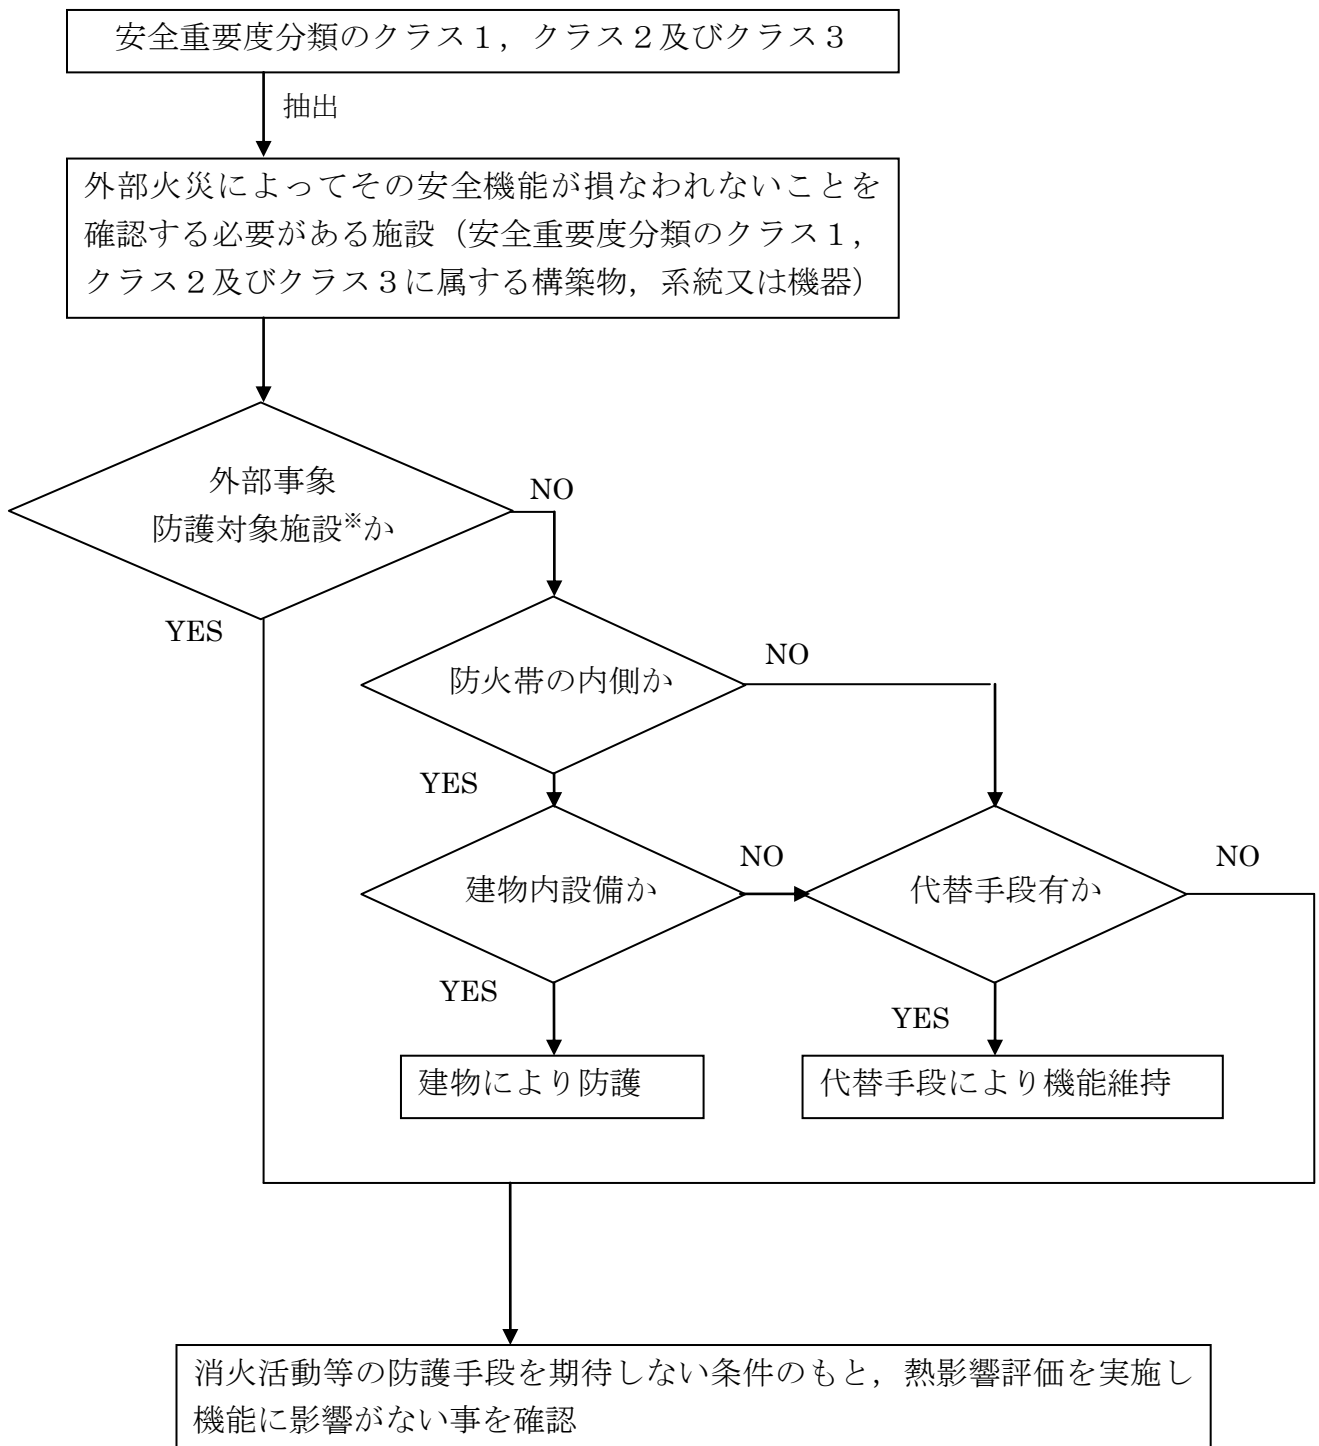 安全重要度分類のクラス１，クラス２及びクラス３
抽出
外部火災によってその安全機能が損なわれないことを
確認する必要がある施設（安全重要度分類のクラス１，
クラス２及びクラス３に属する構築物，系統又は機器）
外部事象
防護対象施設※か
NO
YES
防火帯の内側か
NO
YES
建物内設備か
NO
代替手段有か
NO
YES
YES
建物により防護
代替手段により機能維持
消火活動等の防護手段を期待しない条件のもと，熱影響評価を実施し
機能に影響がない事を確認